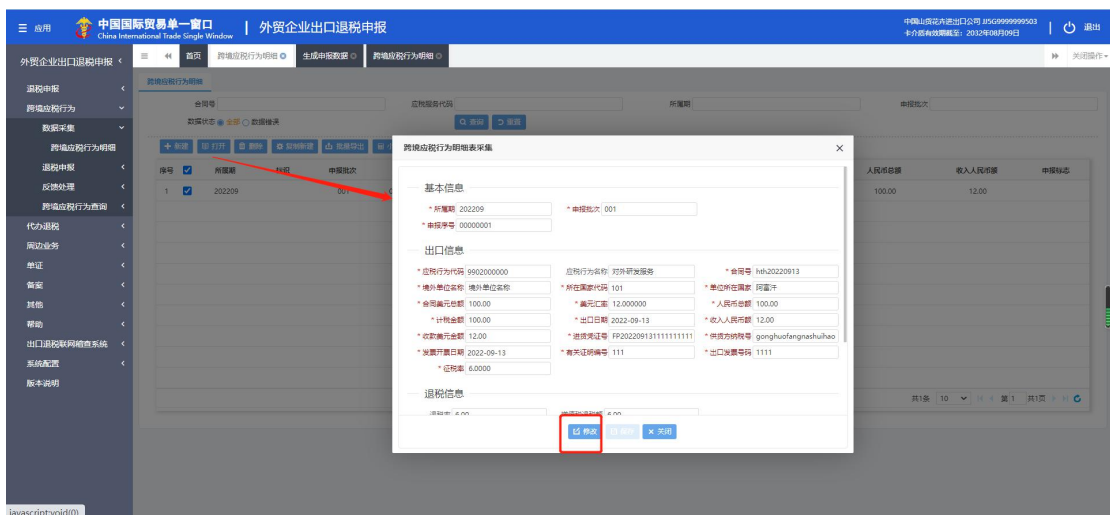 三 应用 中国国际贸易单一窗口 China International Trade Single Window | 外贸企业出口退税申报 中国山货花卉进出口公司 JJ5G9999999503 退出
卡介质有效期截至:2032年08月09日
外贸企业出口退税申报
首页 跨境应税行为明细 生成申报数据 跨境应税行为明细 关闭操作
退税申报
跨境应税行为
数据采集
跨境应税行为明细
退税申报
反馈处理
跨境应税行为查询
代办退税
周边业务
单证
备案
其他
帮助
出口退税联网稽查系统
系统配置
版本说明
跨境应税行为明细
合同号 应税服务代码 所属期 申报批次
数据状态 全部 数据错误 查询 重置
新建 打开 删除 复制新建 批量导出
序号 所属期 标识 申报批次 人民币总额 收入人民币额 申报标志
1 202209 001 100.00 12.00
跨境应税行为明细表采集 ×
基本信息
* 所属期 202209 * 申报批次 001
* 申报序号 00000001
出口信息
* 应税行为代码 9902000000 应税行为名称 对外研发服务 * 合同号 hth20220913
* 境外单位名称 境外单位名称 * 所在国家代码 101 * 单位所在国家 阿富汗
* 合同美元总额 100.00 * 美元汇率 12.000000 * 人民币总额 100.00
* 计税金额 100.00 * 出口日期 2022-09-13 * 收入人民币额 12.00
* 收款美元金额 12.00 * 进货凭证号 FP202209131111111111 * 供货方纳税号 gonghuofangnashuihao
* 发票开票日期 2022-09-13 * 有关证明编号 111 * 出口发票号码 1111
* 征税率 6.0000
退税信息
退税率 6.00 6.00
修改 保存 × 关闭
共1条 10 第 1 共1页
javascript:void(0)